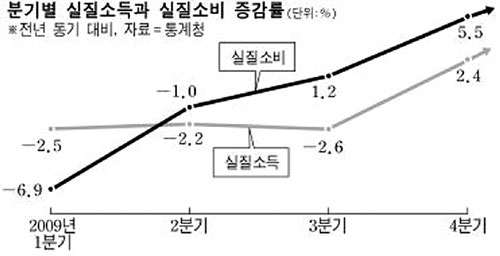 분기별 실질소득과 실질소비 증감률(단위:%)
※전년 동기 대비, 자료=통계청
5.5
실질소비
2.4
-1.0
1.2
-2.5
-2.2
-2.6
실질소득
-6.9
2009년 2분기 3분기 4분기
1분기